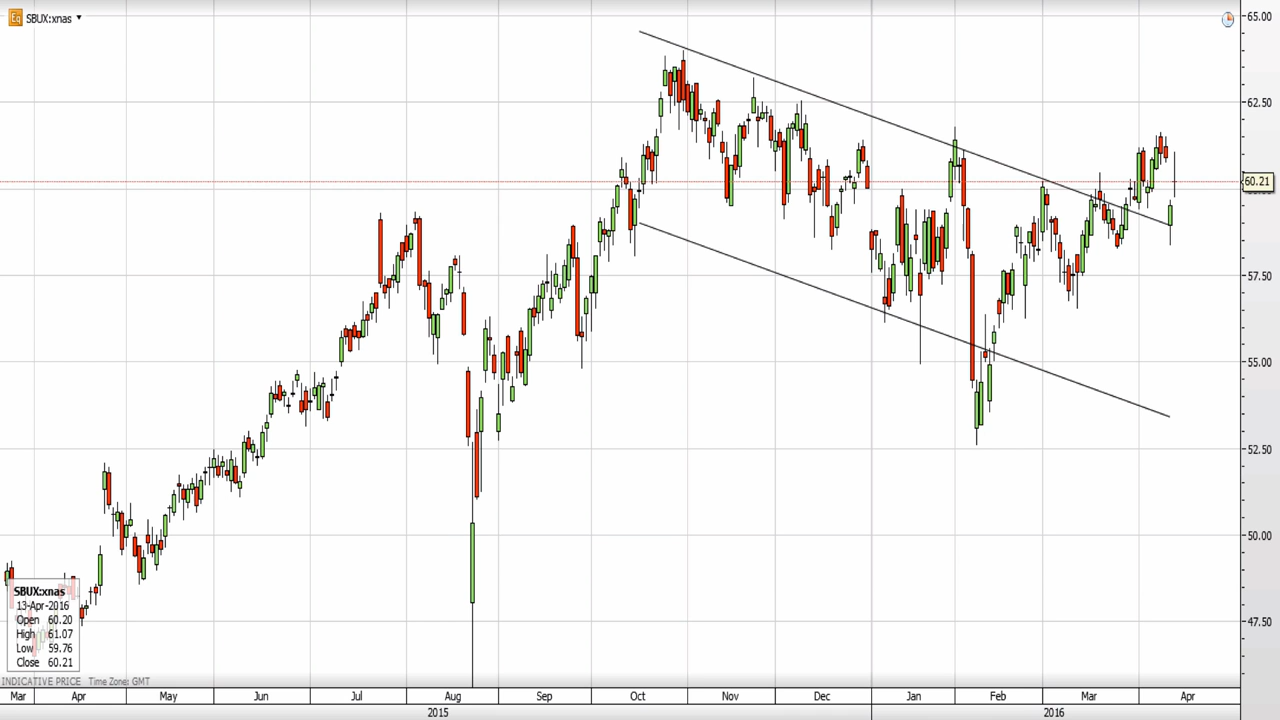 Eq SBUX:xnas
65.00
62.50
60.21
57.50
55.00
52.50
50.00
47.50
SBUX:xnas
13-Apr-2016
Open 60.20
High 61.07
Low 59.76
Close 60.21
INDICATIVE PRICE Time Zone: GMT
Mar Apr May Jun Jul Aug Sep Oct Nov Dec Jan Feb Mar Apr
2015 2016